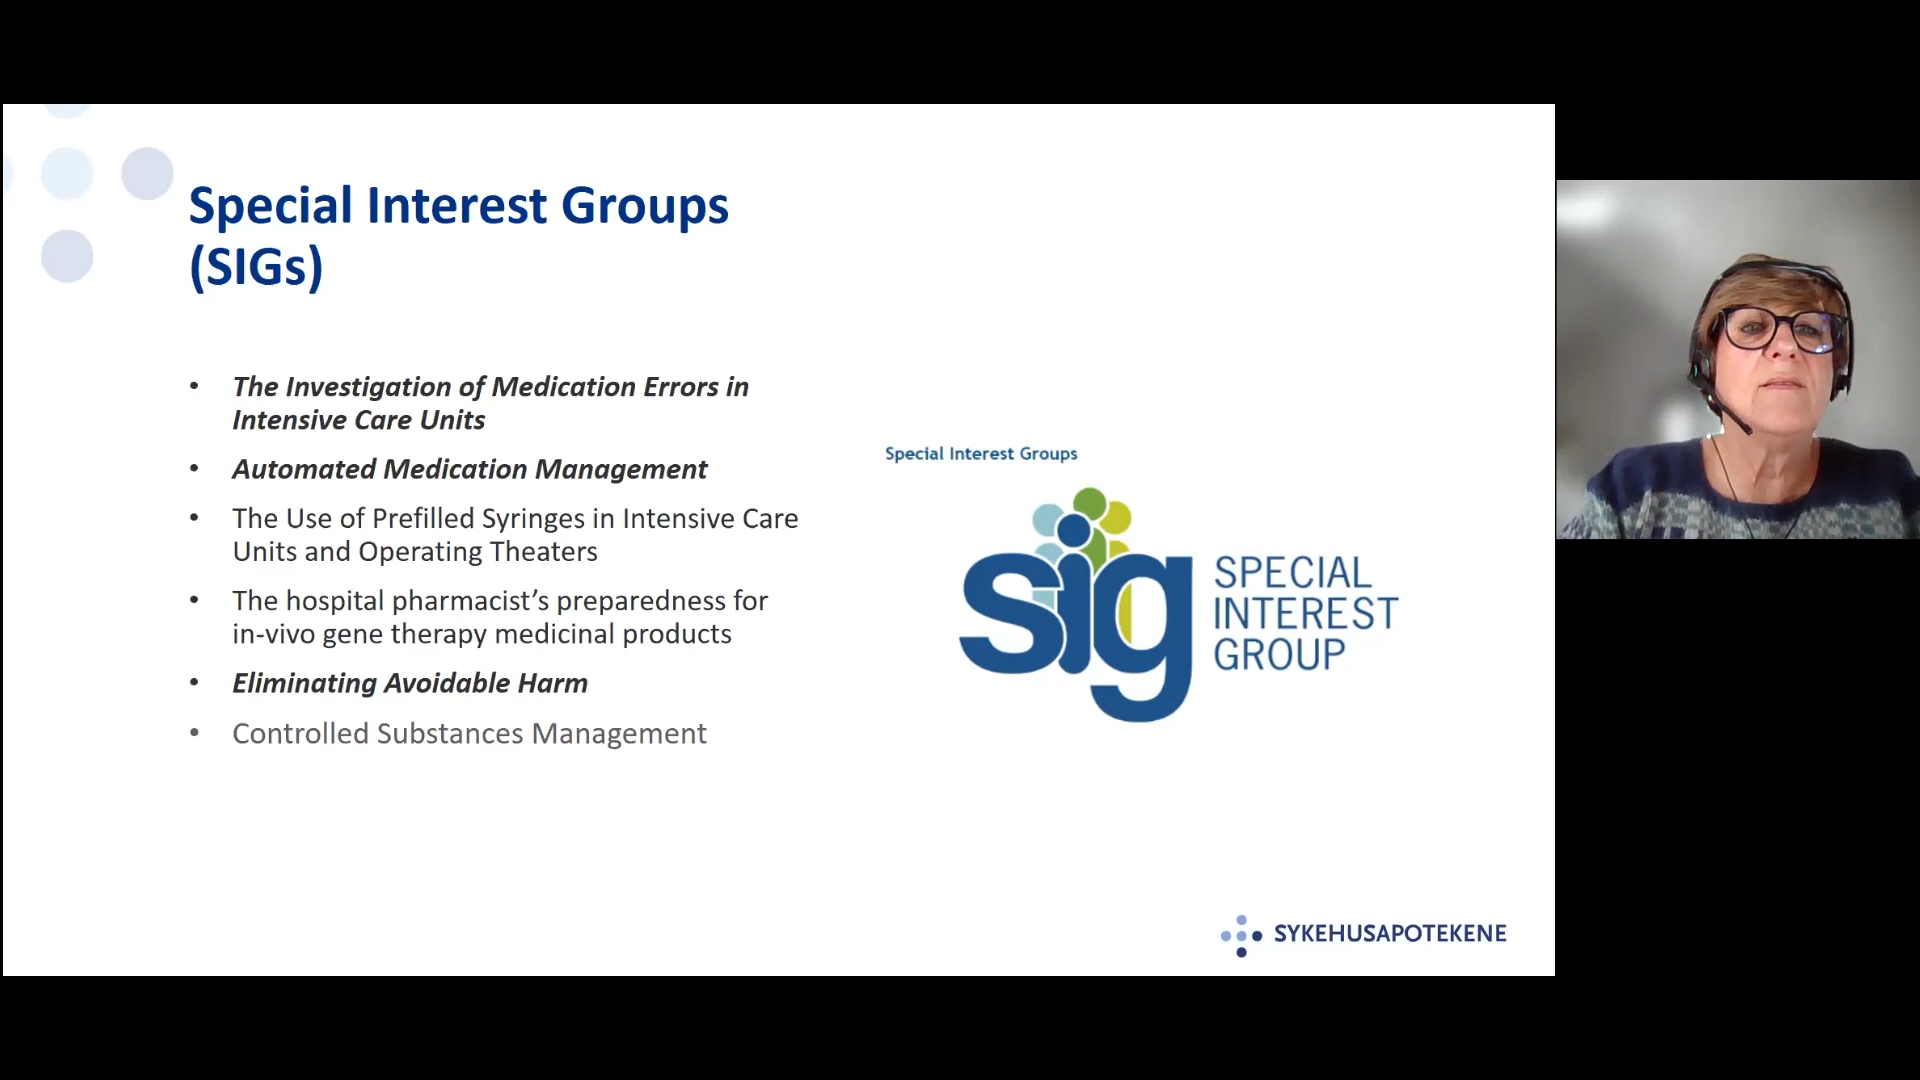 Special Interest Groups
(SIGs)
• The Investigation of Medication Errors in
Intensive Care Units
• Automated Medication Management
• The Use of Prefilled Syringes in Intensive Care
Units and Operating Theaters
• The hospital pharmacist’s preparedness for
in-vivo gene therapy medicinal products
• Eliminating Avoidable Harm
• Controlled Substances Management
Special Interest Groups
sig
SPECIAL
INTEREST
GROUP
SYKEHUSAPOTEKENE